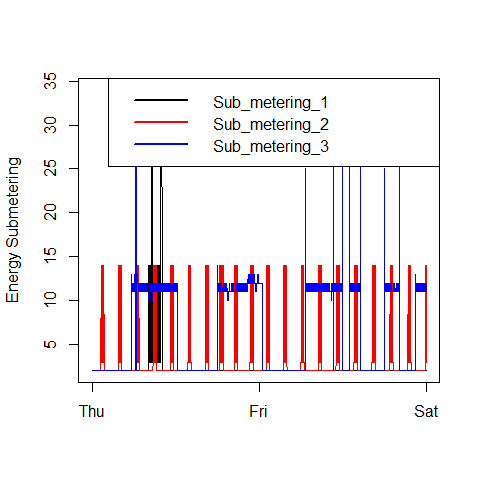 Sub_metering_1
Sub_metering_2
Sub_metering_3
Energy Submetering
35
30
25
20
15
10
5
Thu Fri Sat